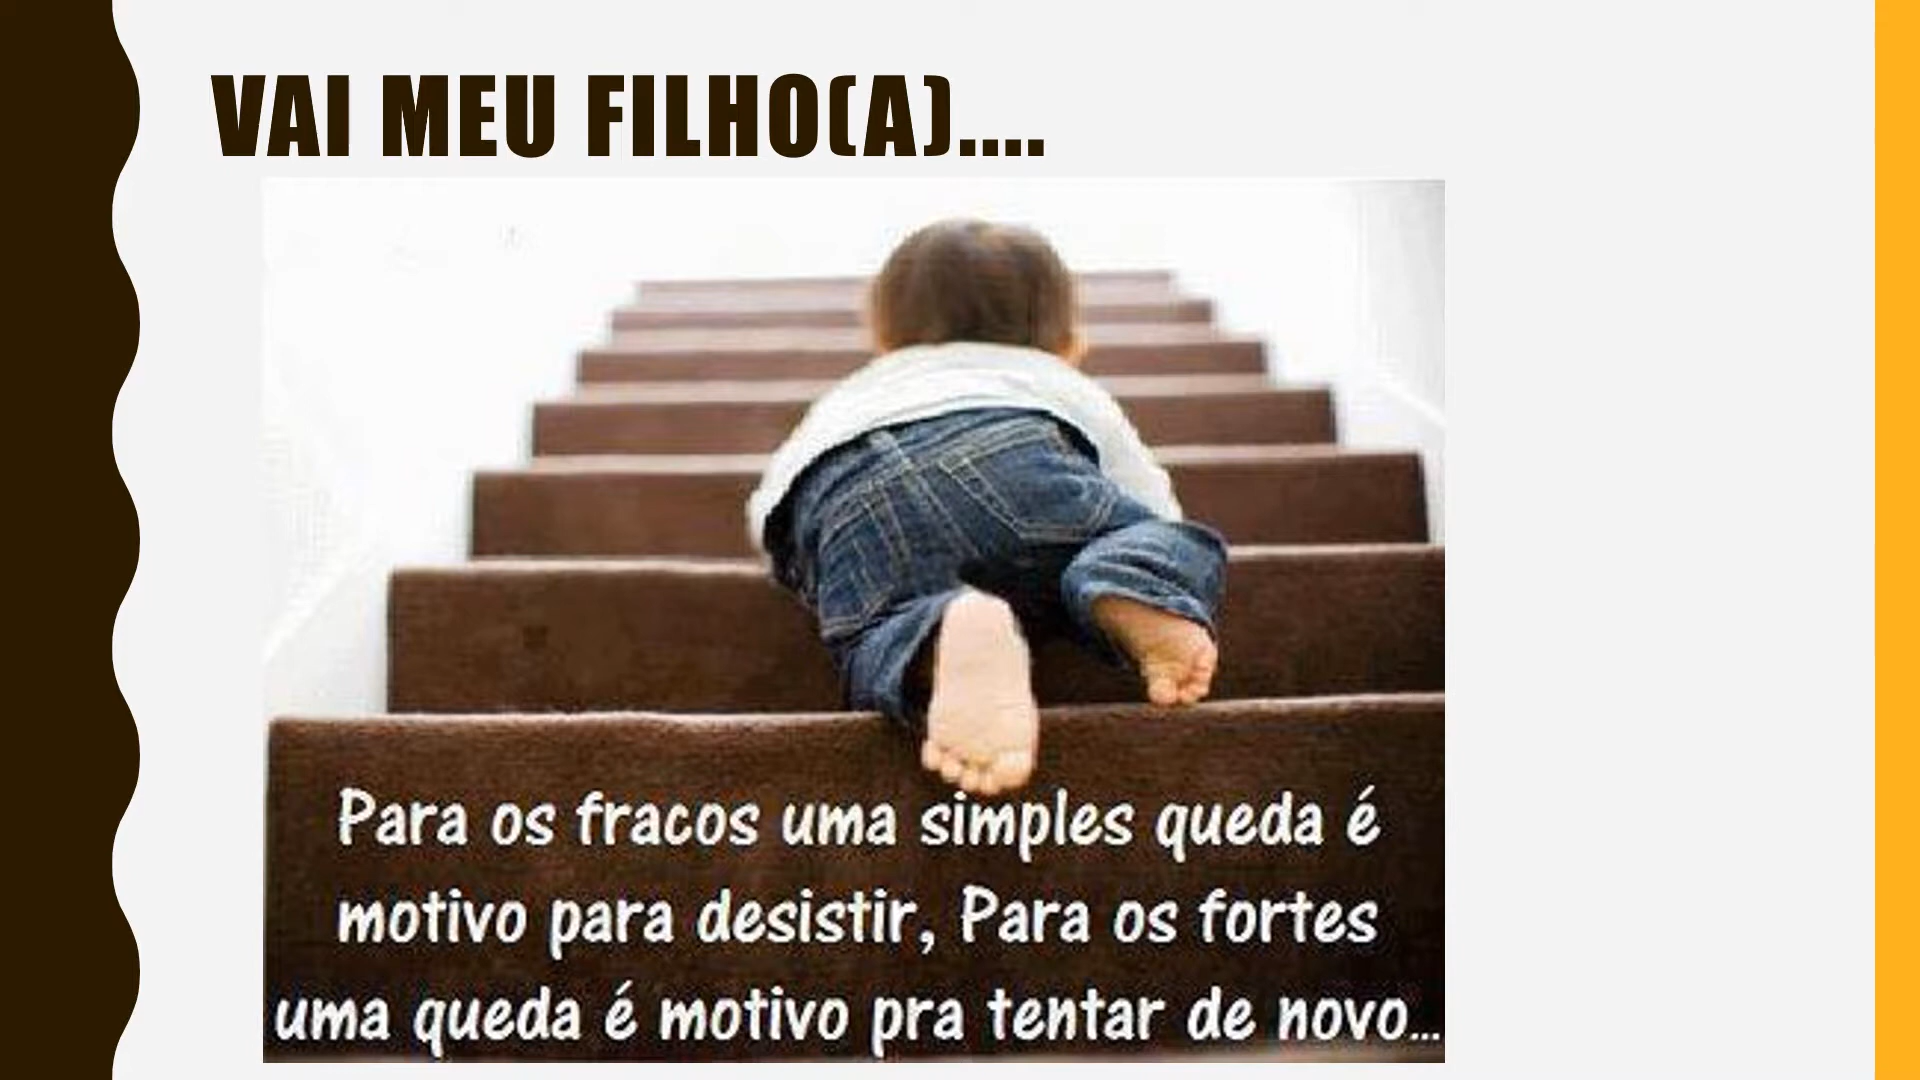 VAI MEU FILHO(A)....
Para os fracos uma simples queda é
motivo para desistir, Para os fortes
uma queda é motivo pra tentar de novo...